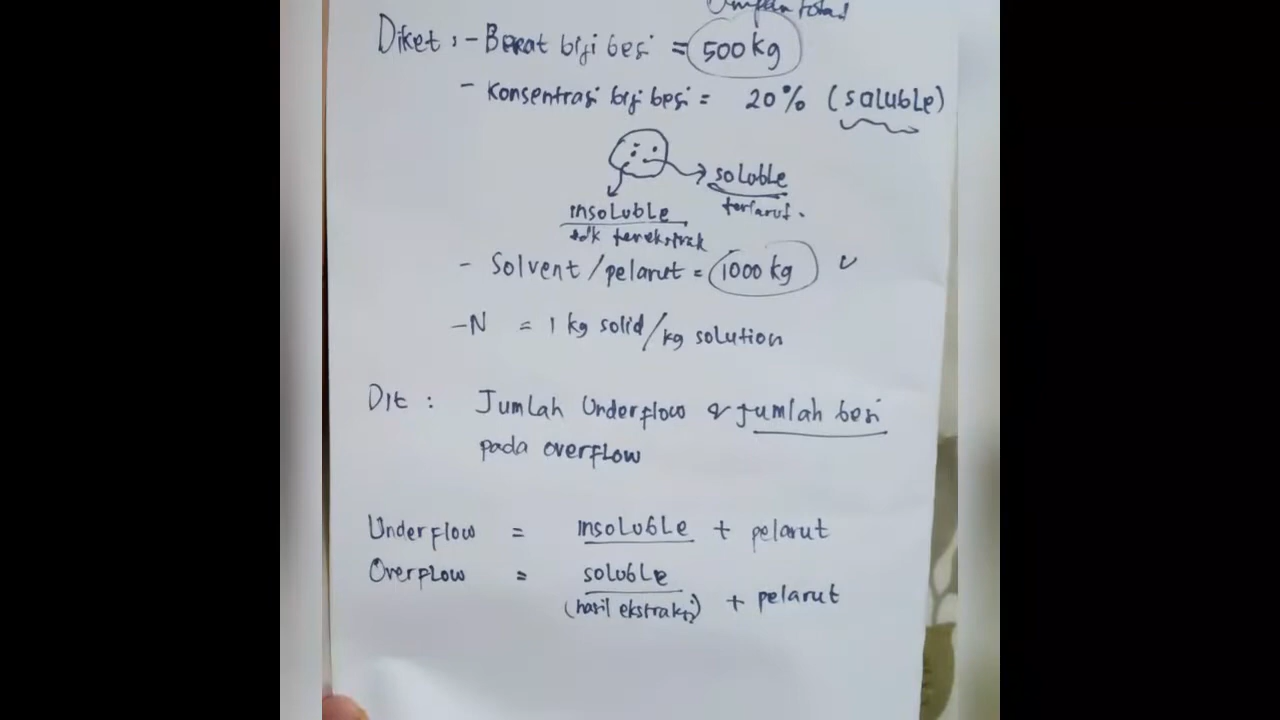 Diket : - Berat biji besi = 500 kg
- Konsentrasi biji besi = 20% (soluble)
soluble
terlarut.
insoluble
tdk terekstrak
- Solvent/pelarut = 1000 kg
- N = 1 kg solid/kg solution
Dit : Jumlah Underflow & jumlah besi
pada overflow
Underflow = insoluble + pelarut
Overflow = soluble + pelarut
(hasil ekstraksi)